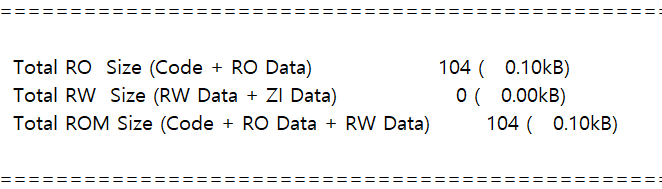 ==============================================================
Total RO  Size (Code + RO Data)                  104 (   0.10kB)
Total RW  Size (RW Data + ZI Data)                 0 (   0.00kB)
Total ROM Size (Code + RO Data + RW Data)        104 (   0.10kB)
==============================================================